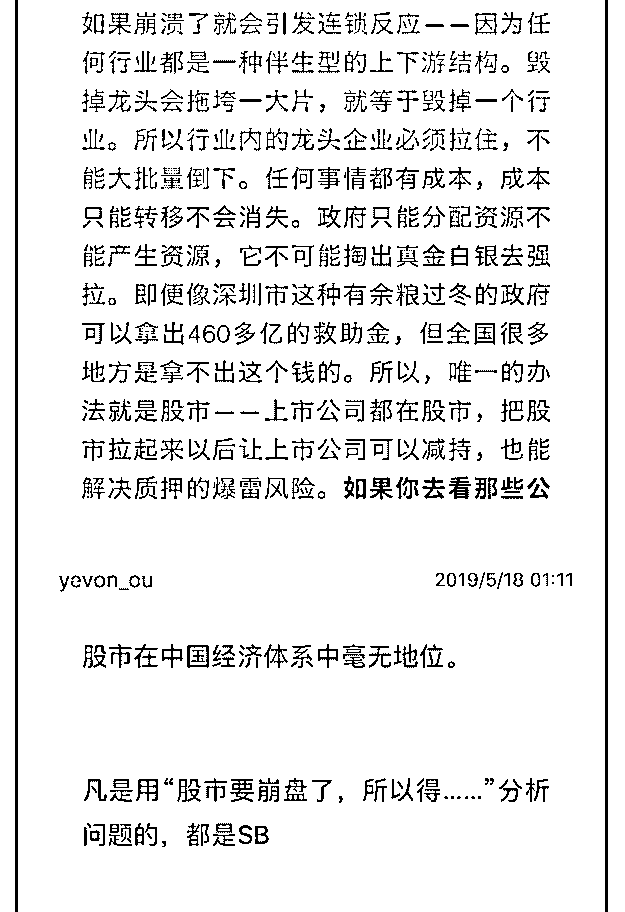 如果崩溃了就会引发连锁反应——因为任
何行业都是一种伴生型的上下游结构。毁
掉龙头会拖垮一大片，就等于毁掉一个行
业。所以行业内的龙头企业必须拉住，不
能大批量倒下。任何事情都有成本，成本
只能转移不会消失。政府只能分配资源不
能产生资源，它不可能掏出真金白银去强
拉。即便像深圳市这种有余粮过冬的政府
可以拿出460多亿的救助金，但全国很多
地方是拿不出这个钱的。所以，唯一的办
法就是股市——上市公司都在股市，把股
市拉起来以后让上市公司可以减持，也能
解决质押的爆雷风险。如果你去看那些公
yevon_ou 2019/5/18 01:11
股市在中国经济体系中毫无地位。
凡是用“股市要崩盘了，所以得……”分析
问题的，都是SB